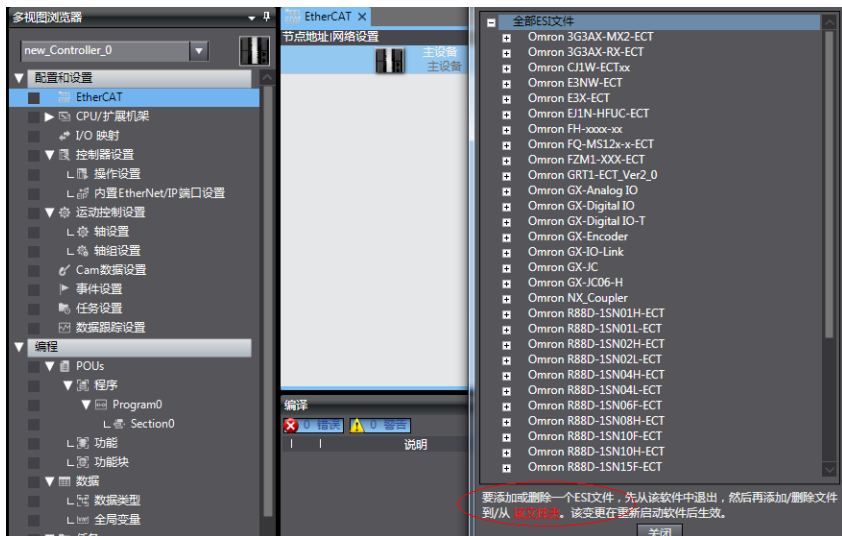 多视图浏览器
new_Controller_0
配置和设置
EtherCAT
CPU/扩展机架
I/O 映射
控制器设置
操作设置
内置EtherNet/IP端口设置
运动控制设置
轴设置
轴组设置
Cam数据设置
事件设置
任务设置
数据跟踪设置
编程
POUs
程序
Program0
Section0
功能
功能块
数据
数据类型
全局变量
EtherCAT
节点地址|网络设置
主设备
主设备
编译
0 错误 0 警告
说明
全部ESI文件
Omron 3G3AX-MX2-ECT
Omron 3G3AX-RX-ECT
Omron CJ1W-ECTxx
Omron E3NW-ECT
Omron E3X-ECT
Omron EJ1N-HFUC-ECT
Omron FH-xxxx-xx
Omron FQ-MS12x-x-ECT
Omron FZM1-XXX-ECT
Omron GRT1-ECT_Ver2_0
Omron GX-Analog IO
Omron GX-Digital IO
Omron GX-Digital IO-T
Omron GX-Encoder
Omron GX-IO-Link
Omron GX-JC
Omron GX-JC06-H
Omron NX_Coupler
Omron R88D-1SN01H-ECT
Omron R88D-1SN01L-ECT
Omron R88D-1SN02H-ECT
Omron R88D-1SN02L-ECT
Omron R88D-1SN04H-ECT
Omron R88D-1SN04L-ECT
Omron R88D-1SN06F-ECT
Omron R88D-1SN08H-ECT
Omron R88D-1SN10F-ECT
Omron R88D-1SN10H-ECT
Omron R88D-1SN15F-ECT
要添加或删除一个ESI文件，先从该软件中退出，然后再添加/删除文件
到/从 该文件夹。该变更在重新启动软件后生效。
关闭